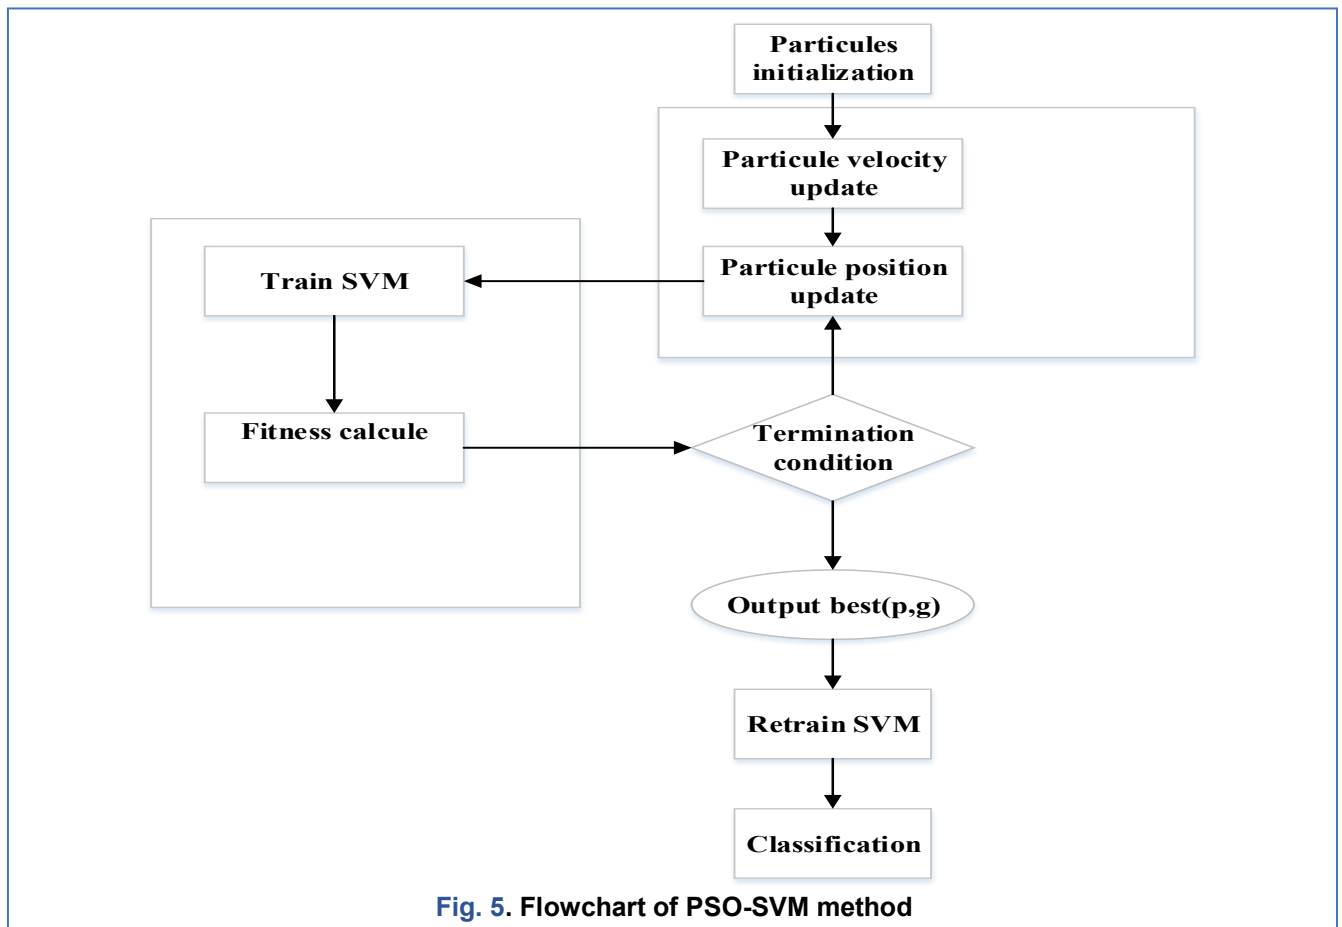 Particules
initialization
Particule velocity
update
Particule position
update
Train SVM
Fitness calcule
Termination
condition
Output best(p,g)
Retrain SVM
Classification
Fig. 5. Flowchart of PSO-SVM method